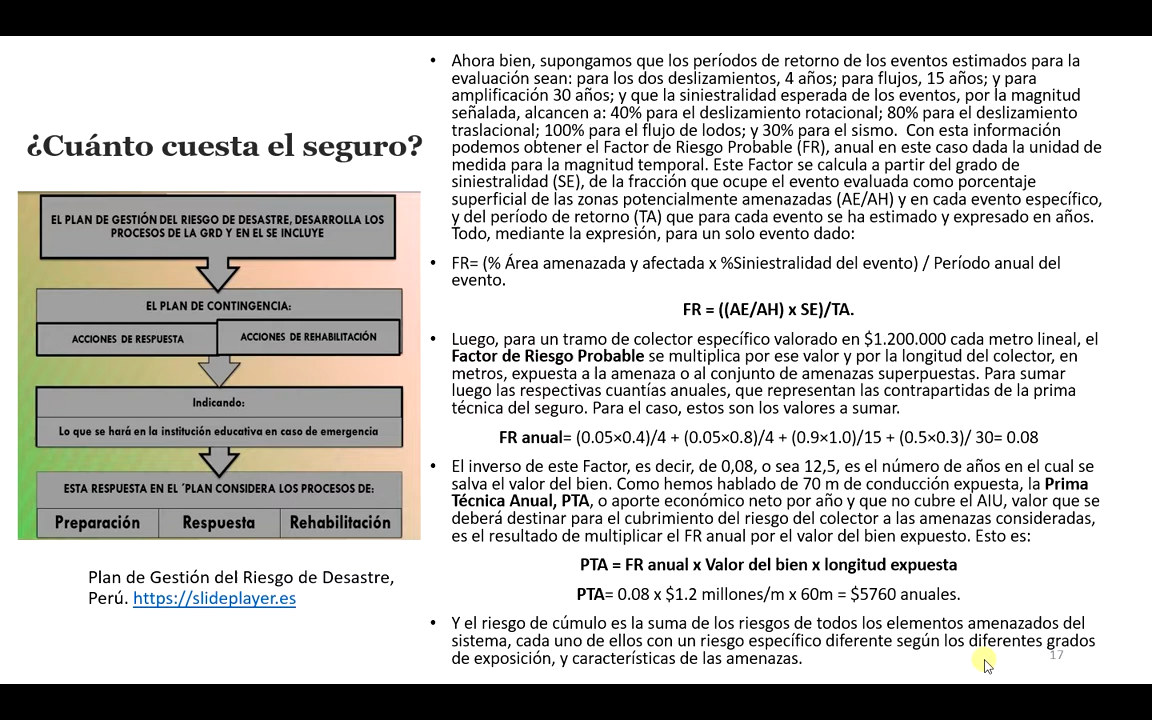 ¿Cuánto cuesta el seguro?
EL PLAN DE GESTIÓN DEL RIESGO DE DESASTRE, DESARROLLA LOS
PROCESOS DE LA GRD Y EN EL SE INCLUYE
EL PLAN DE CONTINGENCIA:
ACCIONES DE RESPUESTA
ACCIONES DE REHABILITACIÓN
Indicando:
Lo que se hará en la institución educativa en caso de emergencia
ESTA RESPUESTA EN EL ´PLAN CONSIDERA LOS PROCESOS DE:
Preparación
Respuesta
Rehabilitación
Plan de Gestión del Riesgo de Desastre,
Perú. https://slideplayer.es
• Ahora bien, supongamos que los períodos de retorno de los eventos estimados para la
evaluación sean: para los dos deslizamientos, 4 años; para flujos, 15 años; y para
amplificación 30 años; y que la siniestralidad esperada de los eventos, por la magnitud
señalada, alcancen a: 40% para el deslizamiento rotacional; 80% para el deslizamiento
traslacional; 100% para el flujo de lodos; y 30% para el sismo. Con esta información
podemos obtener el Factor de Riesgo Probable (FR), anual en este caso dada la unidad de
medida para la magnitud temporal. Este Factor se calcula a partir del grado de
siniestralidad (SE), de la fracción que ocupe el evento evaluada como porcentaje
superficial de las zonas potencialmente amenazadas (AE/AH) y en cada evento específico,
y del período de retorno (TA) que para cada evento se ha estimado y expresado en años.
Todo, mediante la expresión, para un solo evento dado:
• FR= (% Área amenazada y afectada x %Siniestralidad del evento) / Período anual del
evento.
FR = ((AE/AH) x SE)/TA.
• Luego, para un tramo de colector específico valorado en $1.200.000 cada metro lineal, el
Factor de Riesgo Probable se multiplica por ese valor y por la longitud del colector, en
metros, expuesta a la amenaza o al conjunto de amenazas superpuestas. Para sumar
luego las respectivas cuantías anuales, que representan las contrapartidas de la prima
técnica del seguro. Para el caso, estos son los valores a sumar.
FR anual= (0.05×0.4)/4 + (0.05×0.8)/4 + (0.9×1.0)/15 + (0.5×0.3)/ 30= 0.08
• El inverso de este Factor, es decir, de 0,08, o sea 12,5, es el número de años en el cual se
salva el valor del bien. Como hemos hablado de 70 m de conducción expuesta, la Prima
Técnica Anual, PTA, o aporte económico neto por año y que no cubre el AIU, valor que se
deberá destinar para el cubrimiento del riesgo del colector a las amenazas consideradas,
es el resultado de multiplicar el FR anual por el valor del bien expuesto. Esto es:
PTA = FR anual x Valor del bien x longitud expuesta
PTA= 0.08 x $1.2 millones/m x 60m = $5760 anuales.
• Y el riesgo de cúmulo es la suma de los riesgos de todos los elementos amenazados del
sistema, cada uno de ellos con un riesgo específico diferente según los diferentes grados
de exposición, y características de las amenazas.
17